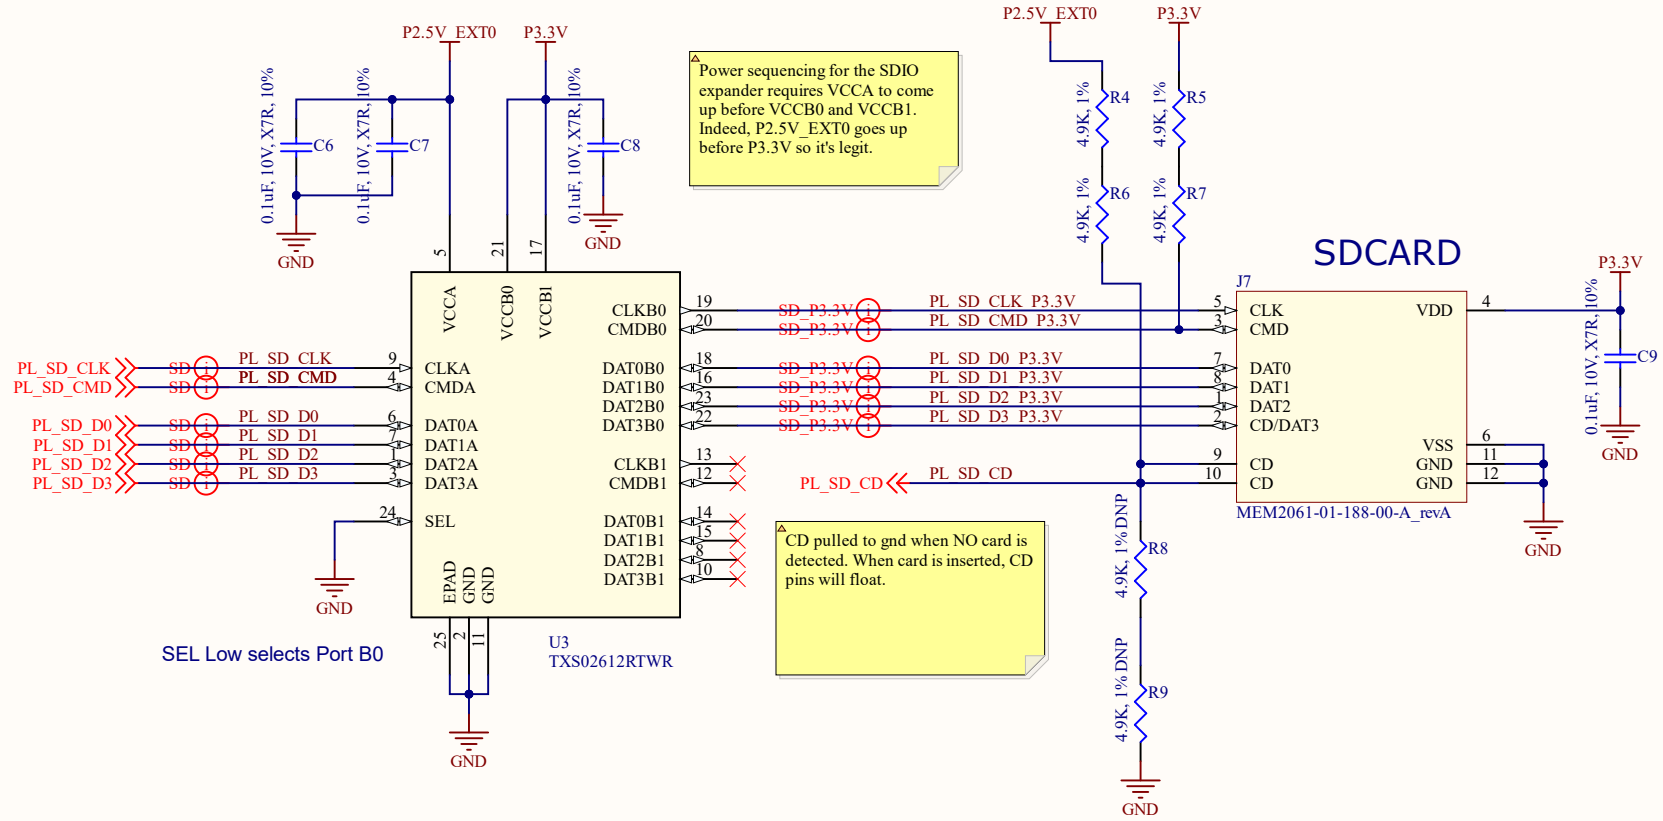 P2.5V_EXT0
P3.3V
P2.5V_EXT0
P3.3V
Power sequencing for the SDIO
expander requires VCCA to come
up before VCCB0 and VCCB1.
Indeed, P2.5V_EXT0 goes up
before P3.3V so it's legit.
0.1uF, 10V, X7R, 10%
C6
0.1uF, 10V, X7R, 10%
C7
0.1uF, 10V, X7R, 10%
C8
GND
GND
4.9K, 1%
R4
4.9K, 1%
R5
4.9K, 1%
R6
4.9K, 1%
R7
SDCARD
5
21
17
VCCA
VCCB0
VCCB1
PL_SD_CLK
SD
i
PL_SD_CLK
9
CLKA
PL_SD_CMD
SD
i
PL_SD_CMD
4
CMDA
PL_SD_D0
SD
i
PL_SD_D0
6
DAT0A
PL_SD_D1
SD
i
PL_SD_D1
7
DAT1A
PL_SD_D2
SD
i
PL_SD_D2
1
DAT2A
PL_SD_D3
SD
i
PL_SD_D3
3
DAT3A
24
SEL
GND
CLKB0
19
SD_P3.3V
i
PL_SD_CLK_P3.3V
CMDB0
20
SD_P3.3V
i
PL_SD_CMD_P3.3V
DAT0B0
18
SD_P3.3V
i
PL_SD_D0_P3.3V
DAT1B0
16
SD_P3.3V
i
PL_SD_D1_P3.3V
DAT2B0
23
SD_P3.3V
i
PL_SD_D2_P3.3V
DAT3B0
22
SD_P3.3V
i
PL_SD_D3_P3.3V
CLKB1
13
CMDB1
12
DAT0B1
14
DAT1B1
15
DAT2B1
8
DAT3B1
10
EPAD
GND
GND
25
2
11
GND
U3
TXS02612RTWR
SEL Low selects Port B0
PL_SD_CD
PL_SD_CD
CD pulled to gnd when NO card is
detected. When card is inserted, CD
pins will float.
J7
5
CLK
3
CMD
7
DAT0
8
DAT1
1
DAT2
2
CD/DAT3
9
CD
10
CD
VDD
4
VSS
6
GND
11
GND
12
MEM2061-01-188-00-A_revA
P3.3V
0.1uF, 10V, X7R, 10%
C9
GND
GND
4.9K, 1% DNP
R8
4.9K, 1% DNP
R9
GND